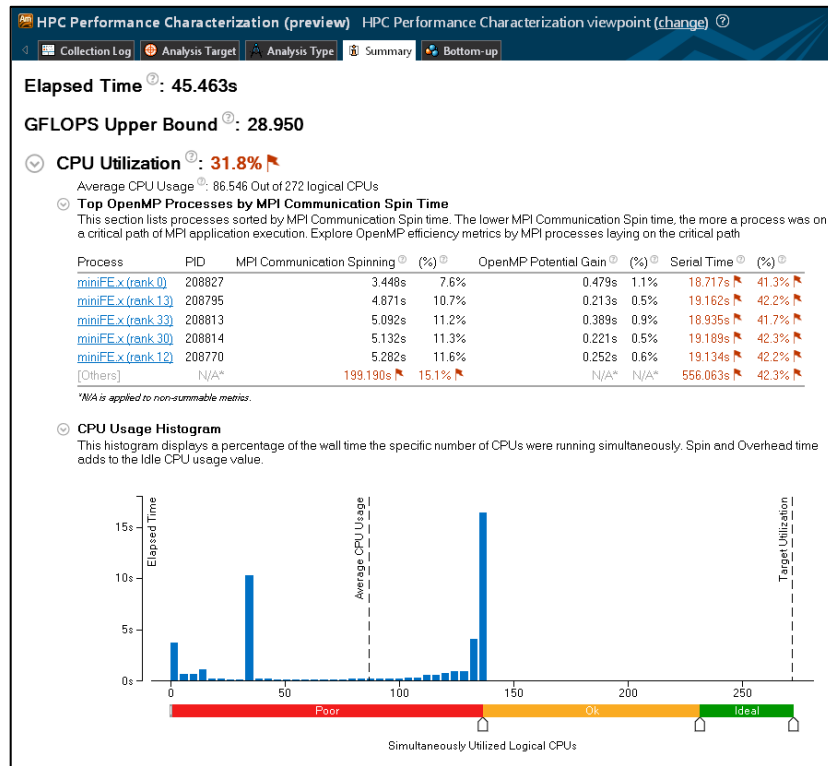 HPC Performance Characterization (preview) HPC Performance Characterization viewpoint (change) ?
Collection Log Analysis Target Analysis Type Summary Bottom-up
Elapsed Time ?: 45.463s
GFLOPS Upper Bound ?: 28.950
CPU Utilization ?: 31.8%
Average CPU Usage ?: 86.546 Out of 272 logical CPUs
Top OpenMP Processes by MPI Communication Spin Time
This section lists processes sorted by MPI Communication Spin time. The lower MPI Communication Spin time, the more a process was on
a critical path of MPI application execution. Explore OpenMP efficiency metrics by MPI processes laying on the critical path
Process PID MPI Communication Spinning ? (%) ? OpenMP Potential Gain ? (%) ? Serial Time ? (%) ?
miniFE.x (rank 0) 208827 3.448s 7.6% 0.479s 1.1% 18.717s 41.3%
miniFE.x (rank 13) 208795 4.871s 10.7% 0.213s 0.5% 19.162s 42.2%
miniFE.x (rank 33) 208813 5.092s 11.2% 0.389s 0.9% 18.935s 41.7%
miniFE.x (rank 30) 208814 5.132s 11.3% 0.221s 0.5% 19.189s 42.3%
miniFE.x (rank 12) 208770 5.282s 11.6% 0.252s 0.6% 19.134s 42.2%
[Others] N/A* 199.190s 15.1% N/A* N/A* 556.063s 42.3%
*N/A is applied to non-summable metrics.
CPU Usage Histogram
This histogram displays a percentage of the wall time the specific number of CPUs were running simultaneously. Spin and Overhead time
adds to the Idle CPU usage value.
Elapsed Time
Average CPU Usage
Target Utilization
15s
10s
5s
0s
0 50 100 150 200 250
Poor Ok Ideal
Simultaneously Utilized Logical CPUs